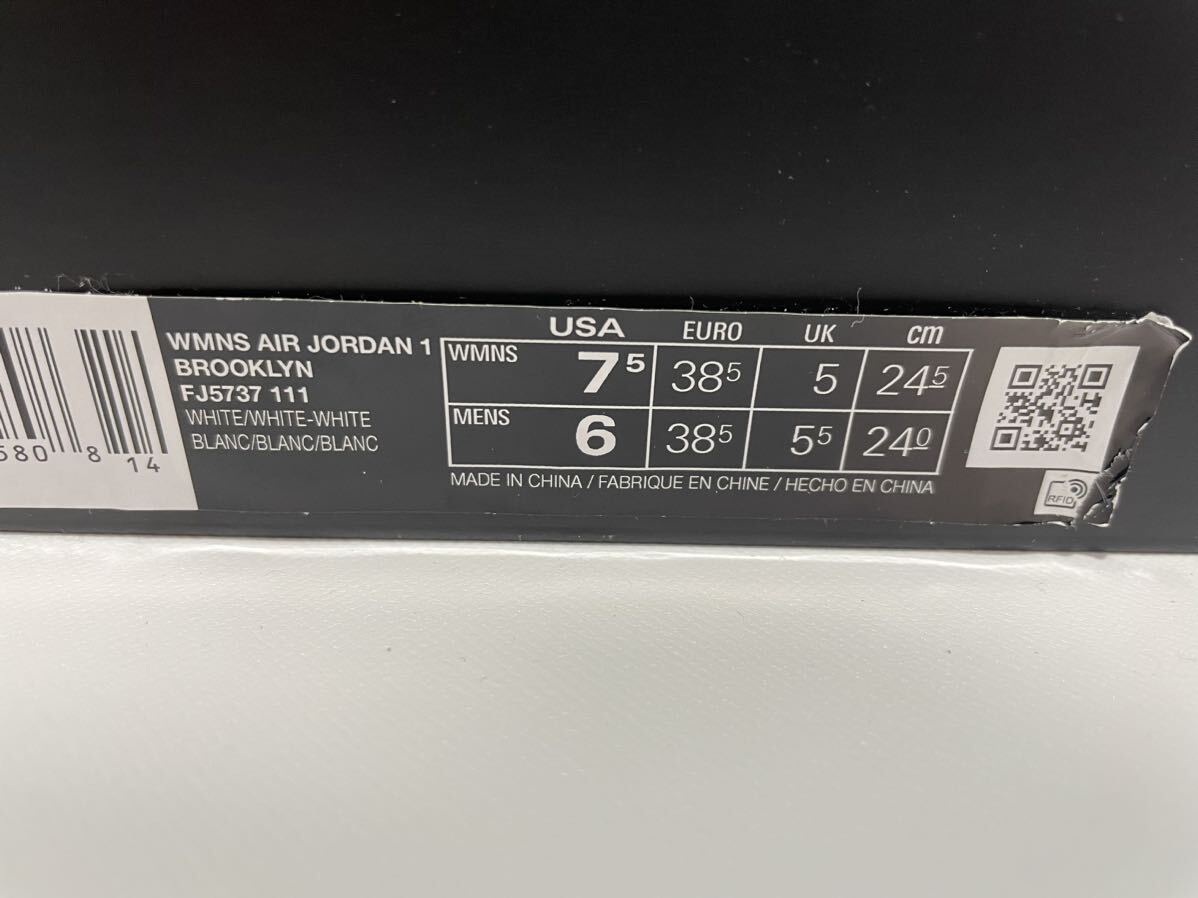 WMNS AIR JORDAN 1
BROOKLYN
FJ5737 111
WHITE/WHITE-WHITE
BLANC/BLANC/BLANC
680 8 14
USA EURO UK cm
WMNS 7 5 38 5 5 24 5
MENS 6 38 5 5 5 24 0
MADE IN CHINA / FABRIQUE EN CHINE / HECHO EN CHINA
RFID